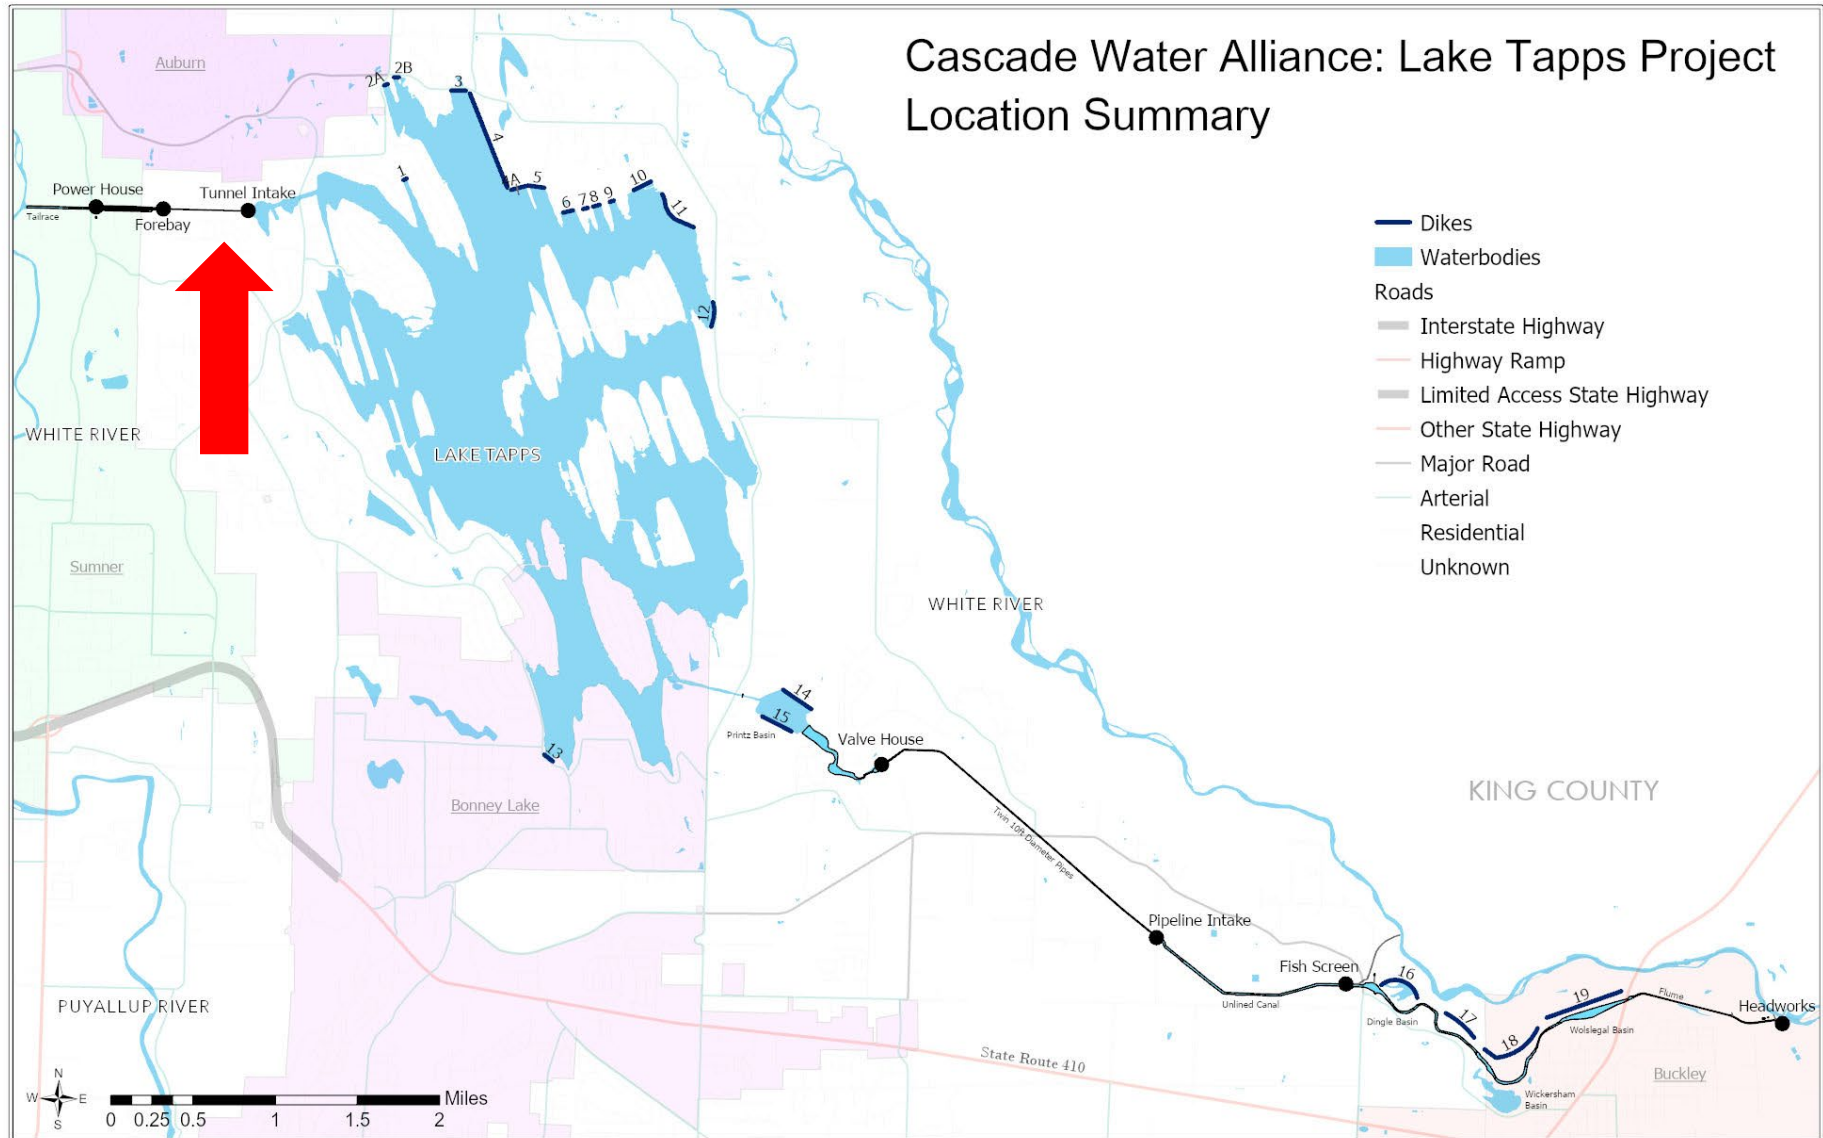 Cascade Water Alliance: Lake Tapps Project
Location Summary
Auburn
2A
2B
3
4
4A
5
1
6
7
8
9
10
11
12
Power House
Tunnel Intake
Tailrace
Forebay
Dikes
Waterbodies
Roads
Interstate Highway
Highway Ramp
Limited Access State Highway
Other State Highway
Major Road
Arterial
Residential
Unknown
WHITE RIVER
LAKE TAPPS
Sumner
WHITE RIVER
14
15
Printz Basin
Valve House
13
Bonney Lake
KING COUNTY
Twin 10ft Diameter Pipes
Pipeline Intake
Fish Screen
16
Unlined Canal
Dingle Basin
17
18
19
Wolslegal Basin
Flume
Headworks
PUYALLUP RIVER
State Route 410
Buckley
Wickersham
Basin
N
W
E
S
Miles
0 0.25 0.5 1 1.5 2